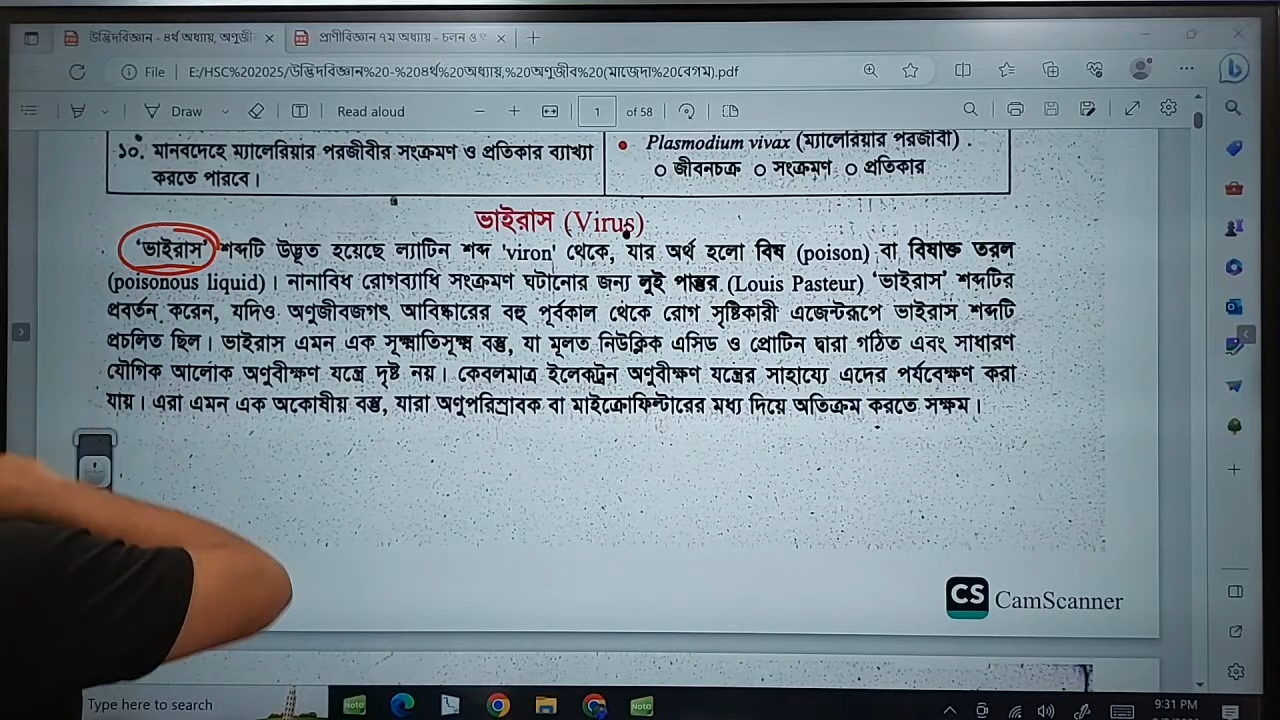 উদ্ভিদবিজ্ঞান - ৪র্থ অধ্যায়, অণুজী
প্রাণীবিজ্ঞান ৭ম অধ্যায় - চলন ও
File | E:/HSC%202025/উদ্ভিদবিজ্ঞান%20-%20৪র্থ%20অধ্যায়,%20অণুজীব%20(মাজেদা%20বেগম).pdf
Draw
Read aloud
1 of 58
১০. মানবদেহে ম্যালেরিয়ার পরজীবীর সংক্রমণ ও প্রতিকার ব্যাখ্যা
করতে পারবে।
• Plasmodium vivax (ম্যালেরিয়ার পরজীবী) .
o জীবনচক্র o সংক্রমণ o প্রতিকার
ভাইরাস (Virus)
‘ভাইরাস’ শব্দটি উদ্ভূত হয়েছে ল্যাটিন শব্দ 'viron' থেকে, যার অর্থ হলো বিষ (poison) বা বিষাক্ত তরল
(poisonous liquid)। নানাবিধ রোগব্যাধি সংক্রমণ ঘটানোর জন্য লুই পাস্তুর (Louis Pasteur) ‘ভাইরাস’ শব্দটির
প্রবর্তন করেন, যদিও অণুজীবজগৎ আবিষ্কারের বহু পূর্বকাল থেকে রোগ সৃষ্টিকারী এজেন্টরূপে ভাইরাস শব্দটি
প্রচলিত ছিল। ভাইরাস এমন এক সূক্ষ্মাতিসূক্ষ্ম বস্তু, যা মূলত নিউক্লিক এসিড ও প্রোটিন দ্বারা গঠিত এবং সাধারণ
যৌগিক আলোক অণুবীক্ষণ যন্ত্রে দৃষ্ট নয়। কেবলমাত্র ইলেকট্রন অণুবীক্ষণ যন্ত্রের সাহায্যে এদের পর্যবেক্ষণ করা
যায়। এরা এমন এক অকোষীয় বস্তু, যারা অণুপরিস্রাবক বা মাইক্রোফিল্টারের মধ্য দিয়ে অতিক্রম করতে সক্ষম।
CS CamScanner
Type here to search
Note
Note
9:31 PM